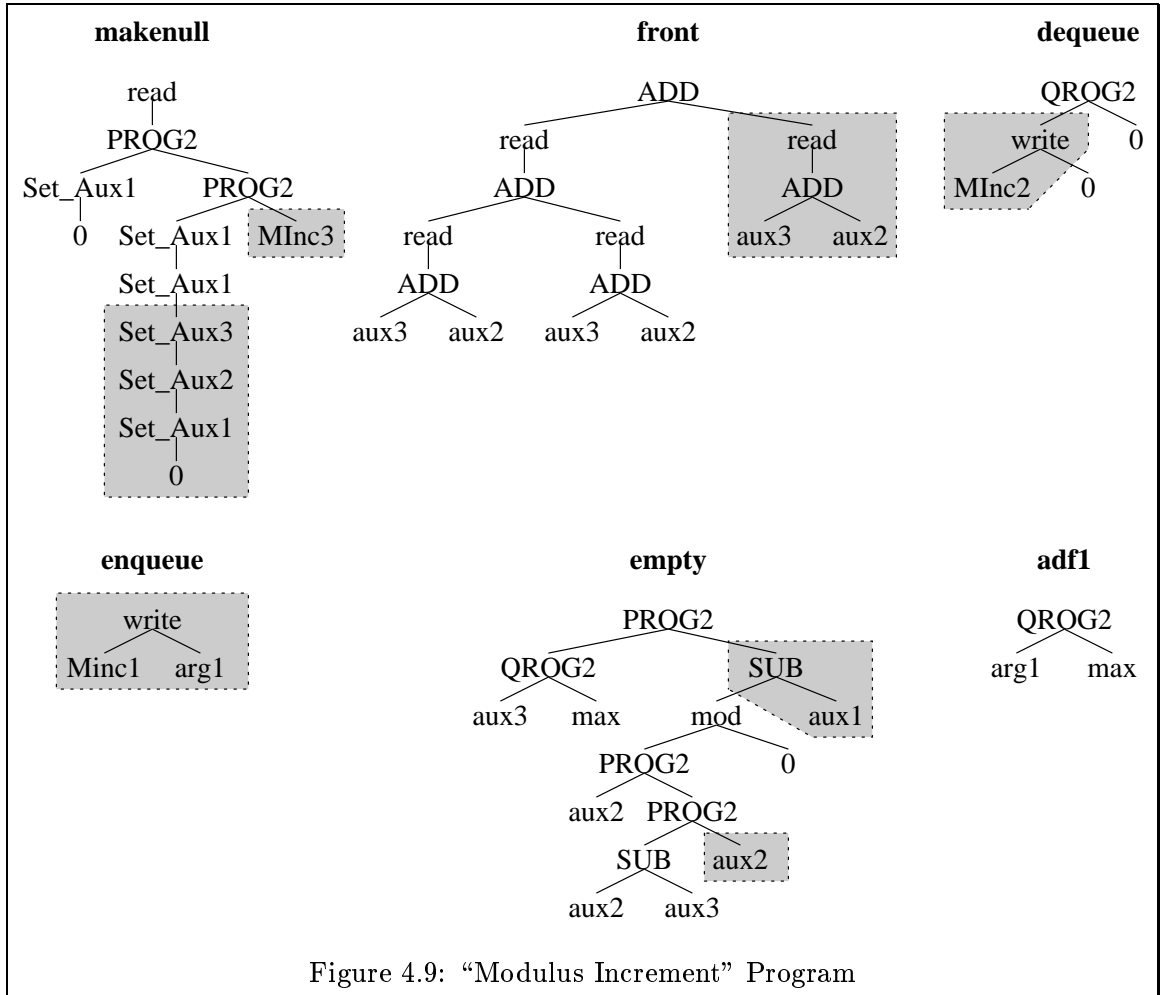 makenull front dequeue
read ADD QROG2
PROG2 read read write 0
Set_Aux1 PROG2 ADD ADD MInc2 0
0 Set_Aux1 MInc3 read read aux3 aux2
Set_Aux1 ADD ADD
Set_Aux3 aux3 aux2 aux3 aux2
Set_Aux2
Set_Aux1
0
enqueue empty adf1
write PROG2 QROG2
Minc1 arg1 QROG2 SUB arg1 max
aux3 max mod aux1
PROG2 0
aux2 PROG2
SUB aux2
aux2 aux3
Figure 4.9: “Modulus Increment” Program